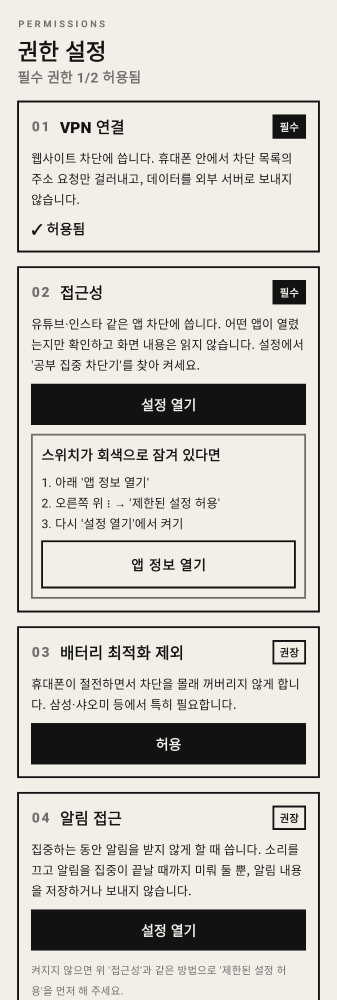 PERMISSIONS
권한 설정
필수 권한 1/2 허용됨
01 VPN 연결 필수
웹사이트 차단에 씁니다. 휴대폰 안에서 차단 목록의
주소 요청만 걸러내고, 데이터를 외부 서버로 보내지
않습니다.
✓ 허용됨
02 접근성 필수
유튜브·인스타 같은 앱 차단에 씁니다. 어떤 앱이 열렸
는지만 확인하고 화면 내용은 읽지 않습니다. 설정에서
'공부 집중 차단기'를 찾아 켜세요.
설정 열기
스위치가 회색으로 잠겨 있다면
1. 아래 '앱 정보 열기'
2. 오른쪽 위 ⋮ → '제한된 설정 허용'
3. 다시 '설정 열기'에서 켜기
앱 정보 열기
03 배터리 최적화 제외 권장
휴대폰이 절전하면서 차단을 몰래 꺼버리지 않게 합니
다. 삼성·샤오미 등에서 특히 필요합니다.
허용
04 알림 접근 권장
집중하는 동안 알림을 받지 않게 할 때 씁니다. 소리를
끄고 알림을 집중이 끝날 때까지 미뤄 둘 뿐, 알림 내용
을 저장하거나 보내지 않습니다.
설정 열기
켜지지 않으면 위 '접근성'과 같은 방법으로 '제한된 설정 허
용'을 먼저 해 주세요.